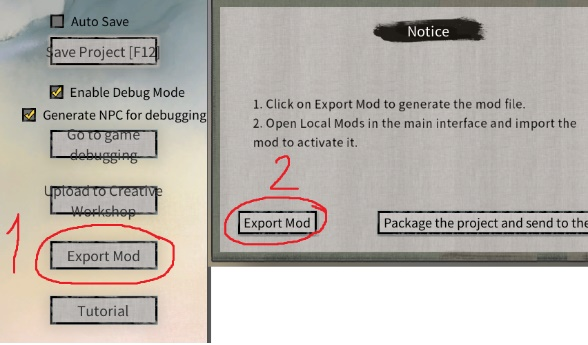 Auto Save
Save Project [F12]
Enable Debug Mode
Generate NPC for debugging
Go to game
debugging
Upload to Creative
Workshop
1
Export Mod
Tutorial
Notice
1. Click on Export Mod to generate the mod file.
2. Open Local Mods in the main interface and import the
mod to activate it.
2
Export Mod
Package the project and send to the